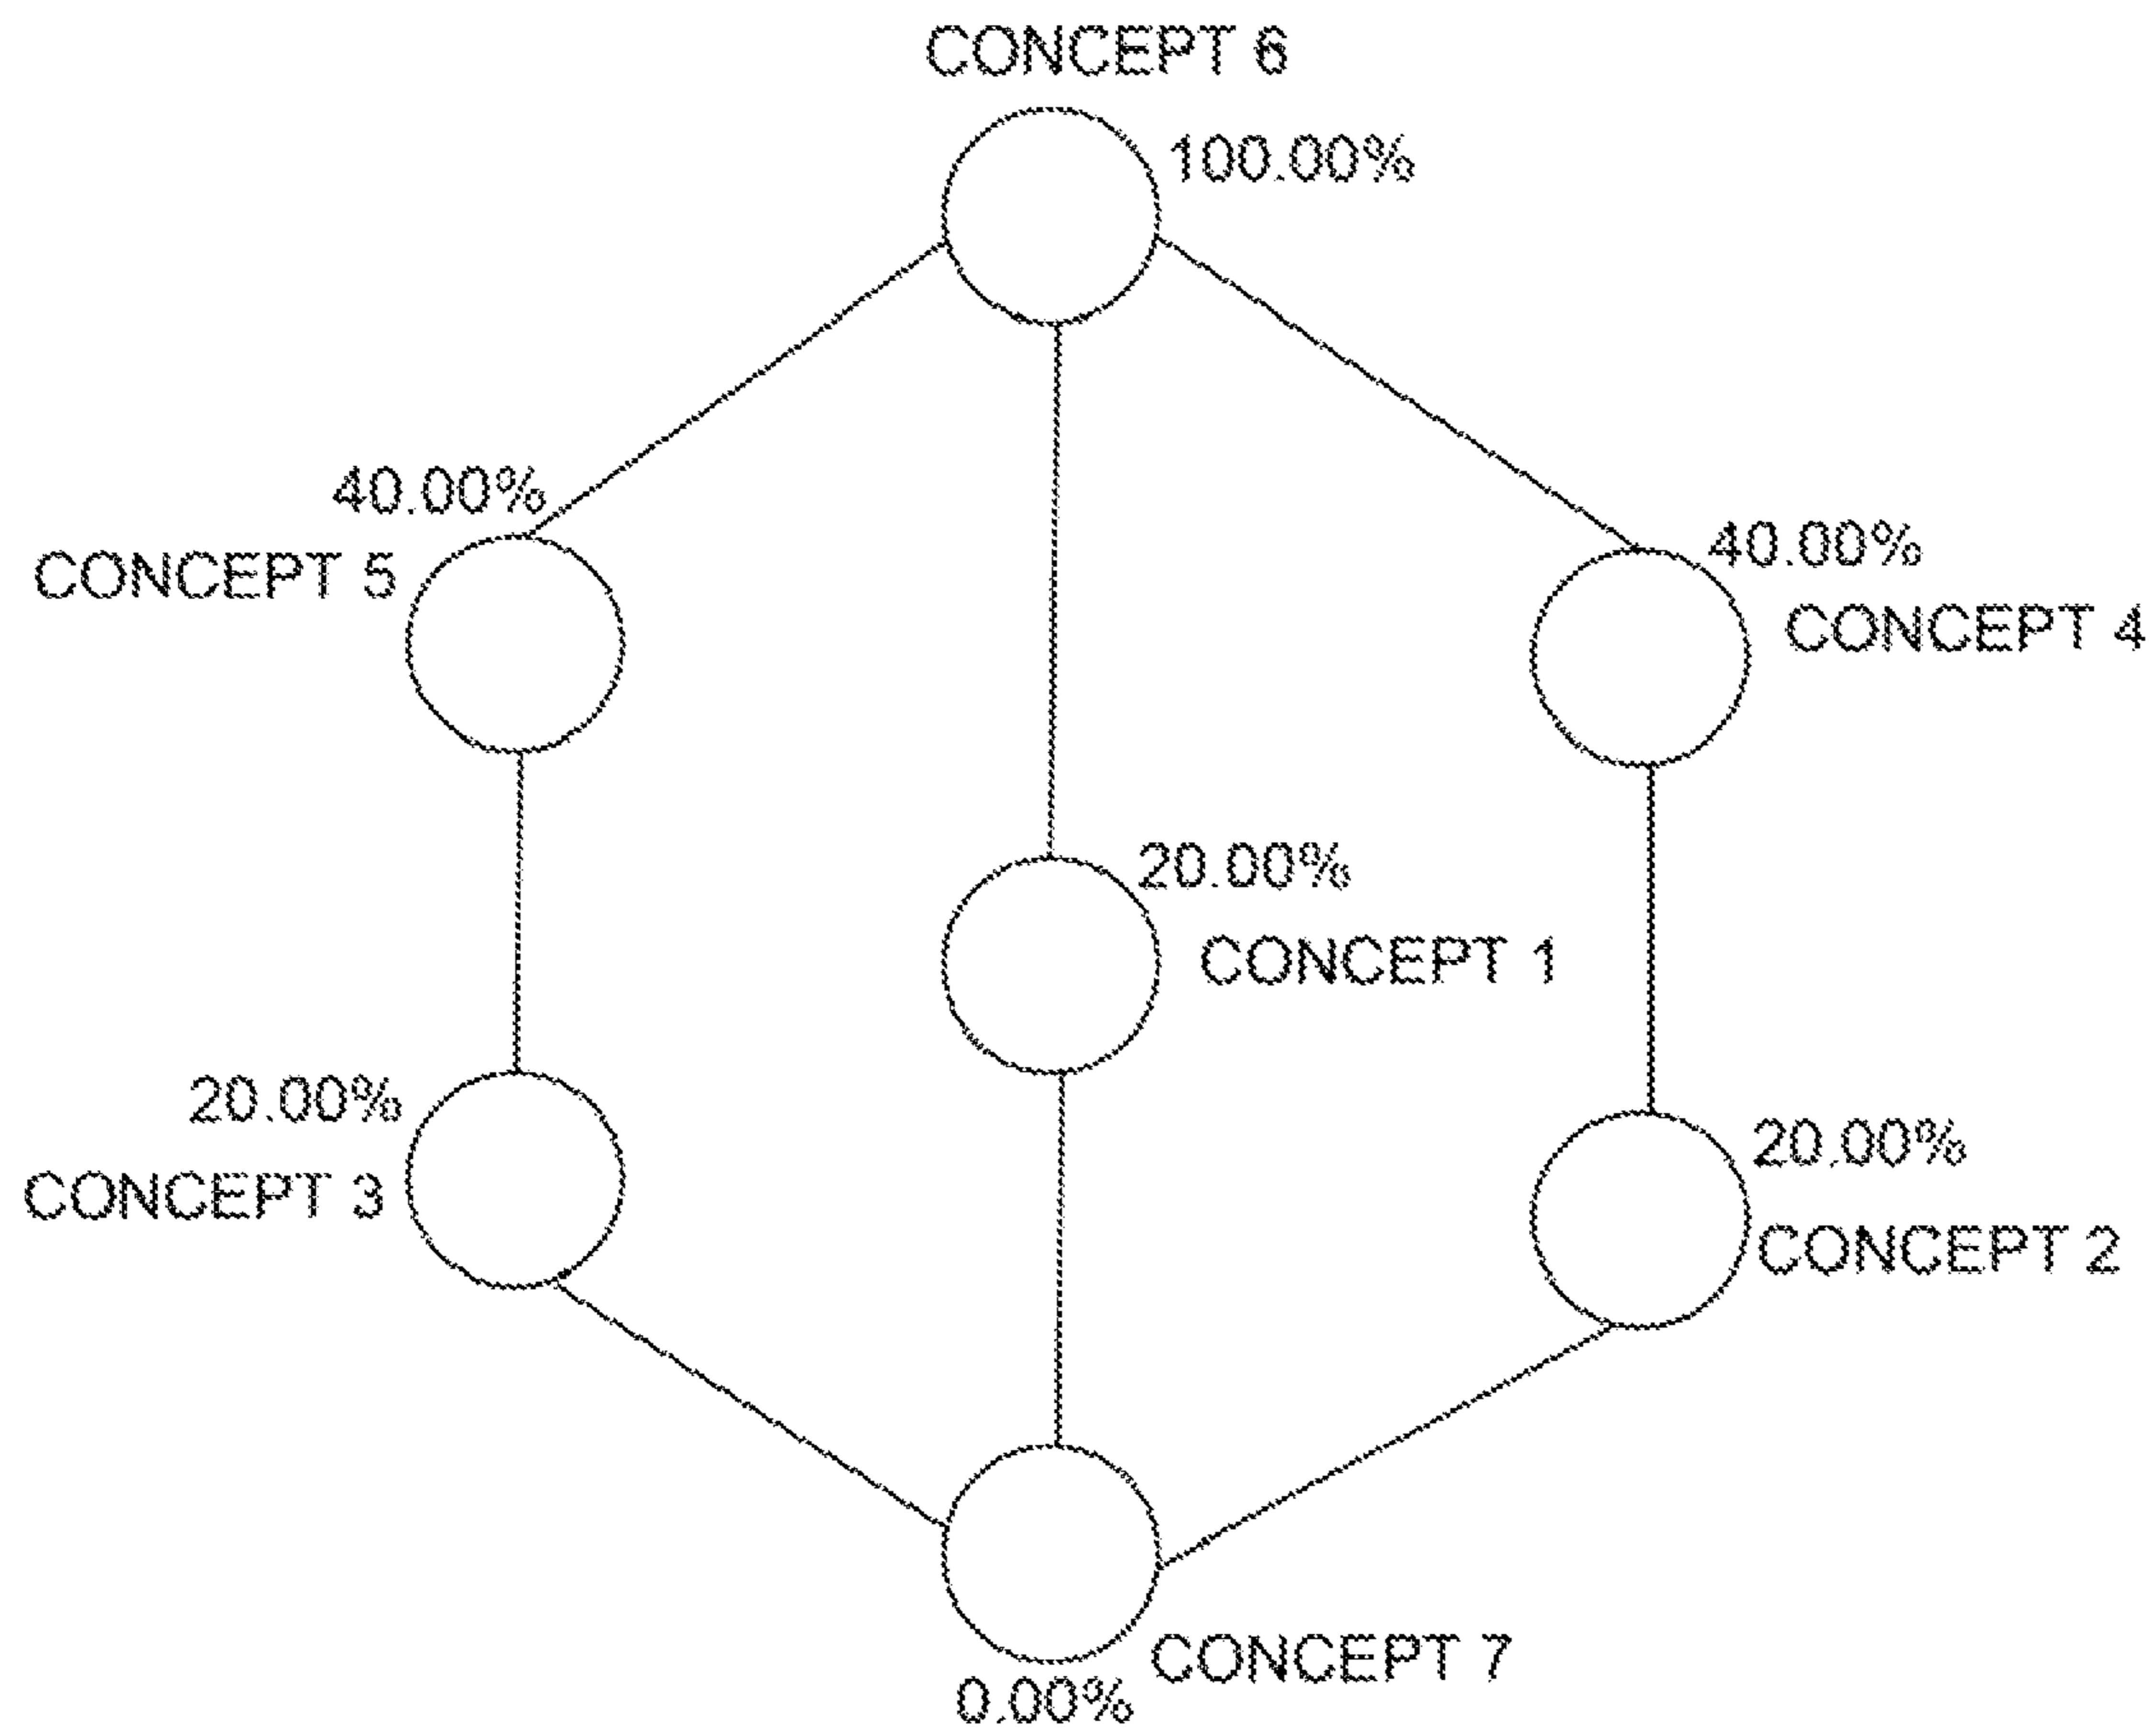 CONCEPT 6
100.00%
40.00%
CONCEPT 5
40.00%
CONCEPT 4
20.00%
CONCEPT 1
20.00%
CONCEPT 3
20.00%
CONCEPT 2
CONCEPT 7
0.00%